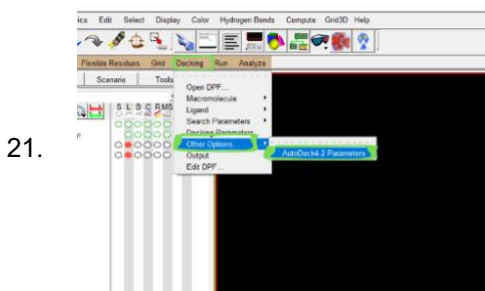 ics Edit Select Display Color Hydrogen Bonds Compute Grid3D Help
Flexible Residues Grid Docking Run Analyze
Scenario Tools
S L B C R MS
21.
Open DPF...
Macromolecule
Ligand
Search Parameters
Docking Parameters
Other Options...
AutoDock4.2 Parameters
Output
Edit DPF...